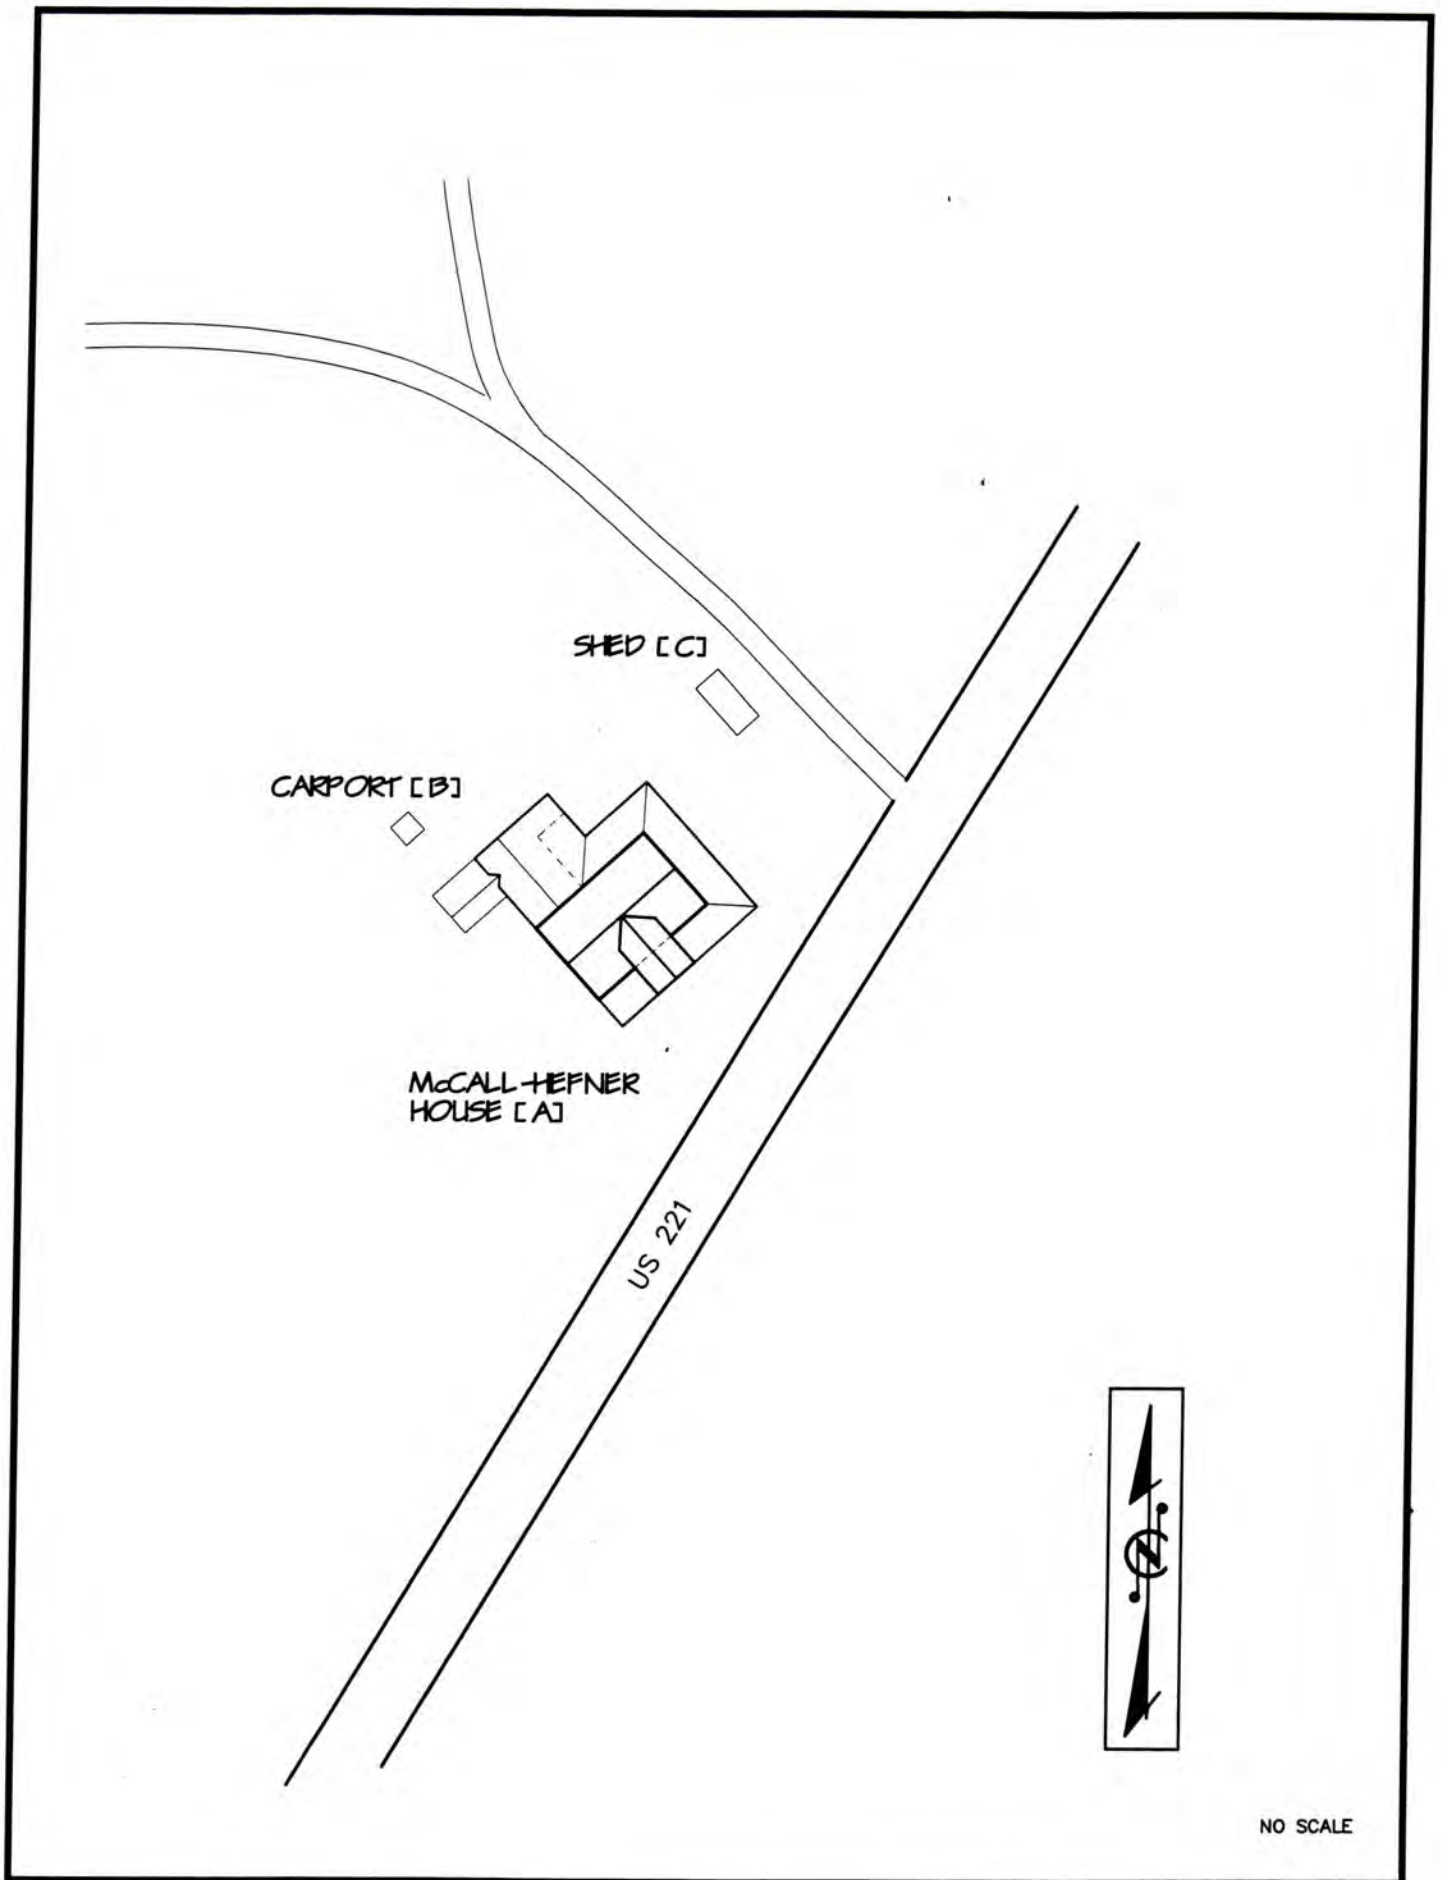 SHED [C]
CARPORT [B]
McCALL-HEFNER
HOUSE [A]
US 221
N
NO SCALE